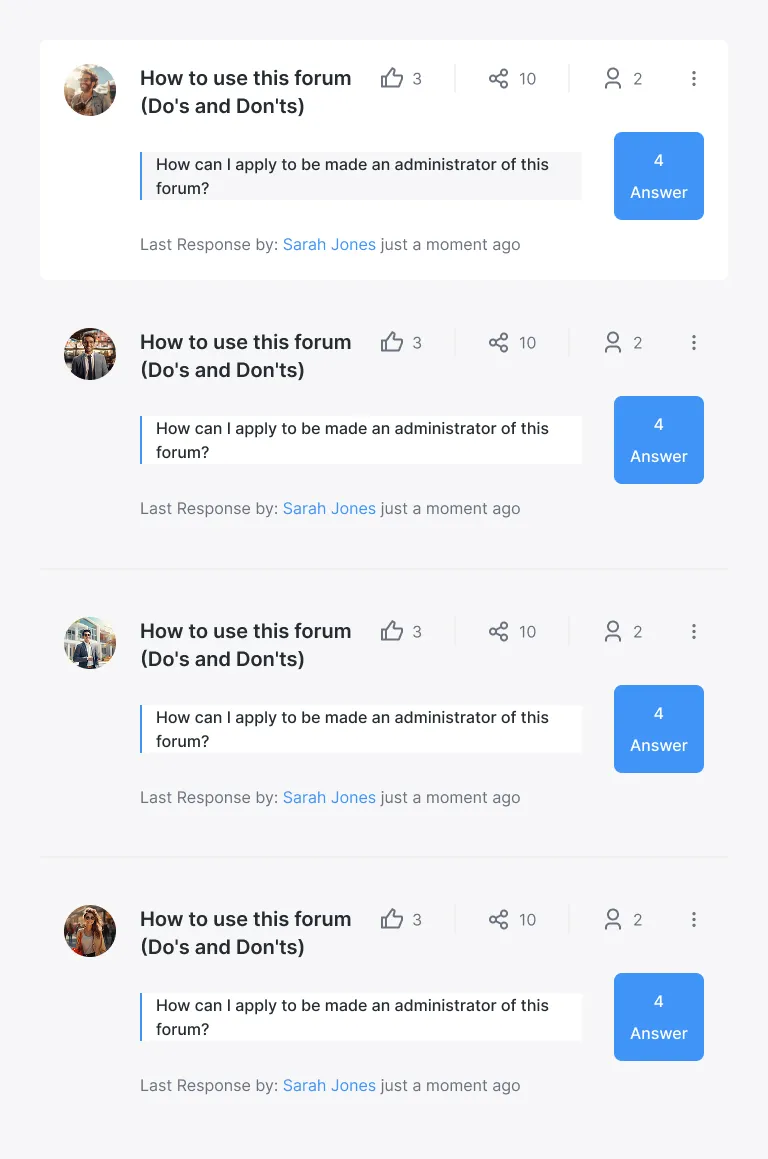 How to use this forum 3 10 2
(Do's and Don'ts)
How can I apply to be made an administrator of this
forum?
4
Answer
Last Response by: Sarah Jones just a moment ago
How to use this forum 3 10 2
(Do's and Don'ts)
How can I apply to be made an administrator of this
forum?
4
Answer
Last Response by: Sarah Jones just a moment ago
How to use this forum 3 10 2
(Do's and Don'ts)
How can I apply to be made an administrator of this
forum?
4
Answer
Last Response by: Sarah Jones just a moment ago
How to use this forum 3 10 2
(Do's and Don'ts)
How can I apply to be made an administrator of this
forum?
4
Answer
Last Response by: Sarah Jones just a moment ago